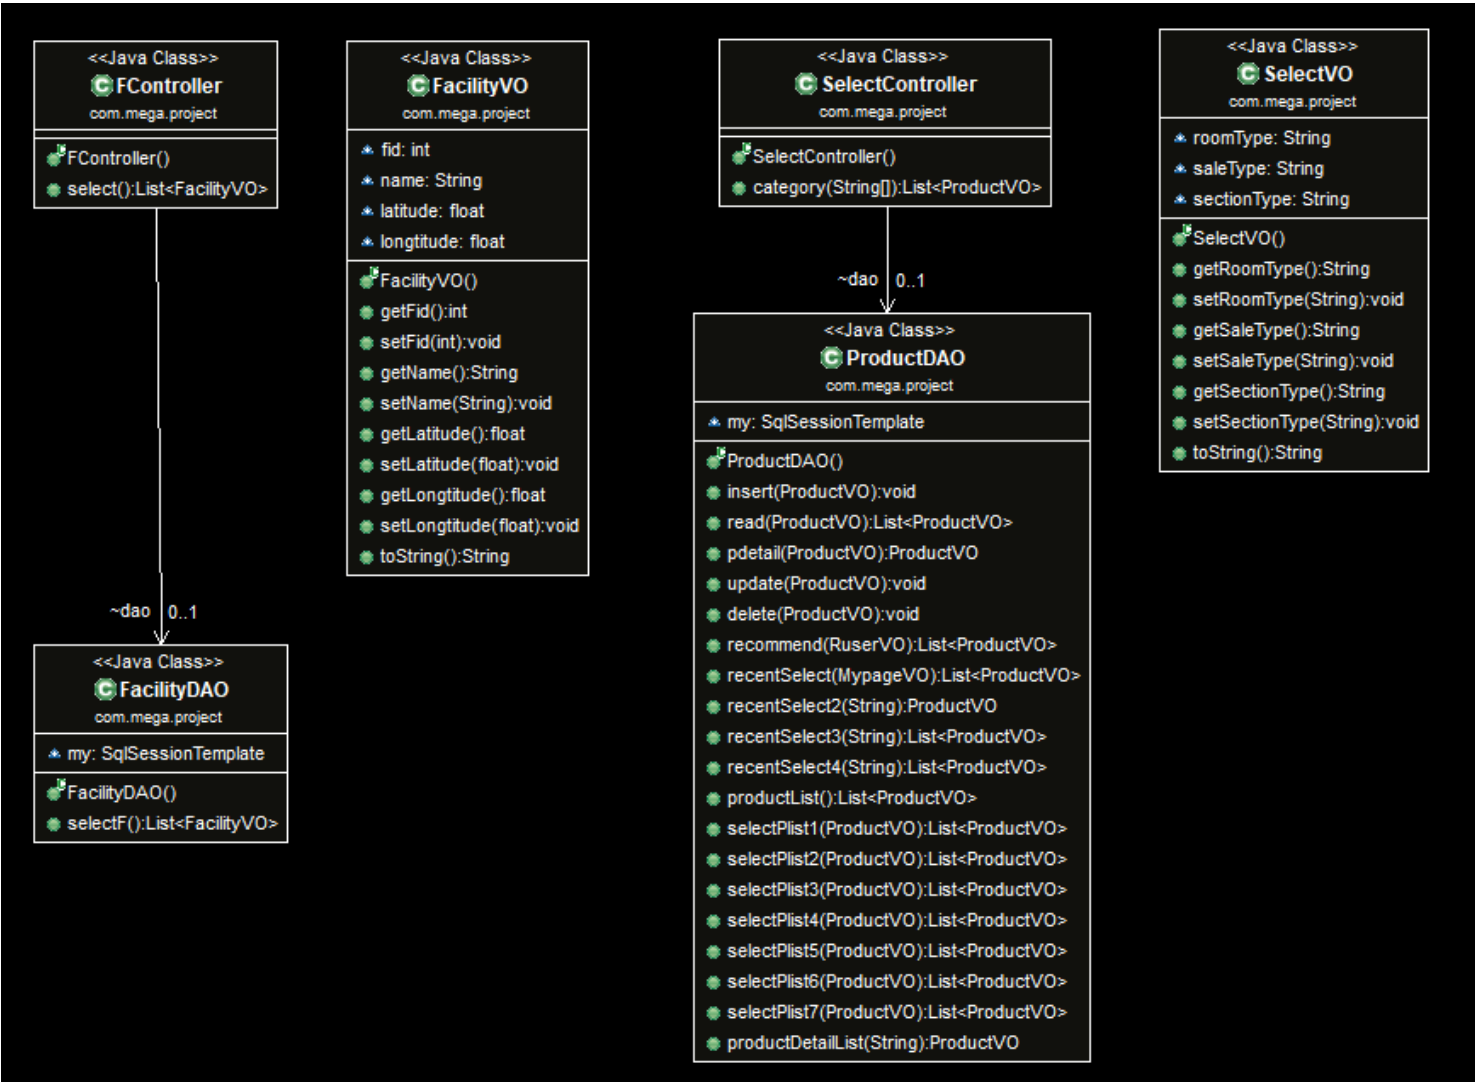 <<Java Class>>
FController
com.mega.project
FController()
select():List<FacilityVO>
~dao
0..1
<<Java Class>>
FacilityDAO
com.mega.project
my: SqlSessionTemplate
FacilityDAO()
selectF():List<FacilityVO>
<<Java Class>>
FacilityVO
com.mega.project
fid: int
name: String
latitude: float
longtitude: float
FacilityVO()
getFid():int
setFid(int):void
getName():String
setName(String):void
getLatitude():float
setLatitude(float):void
getLongtitude():float
setLongtitude(float):void
toString():String
<<Java Class>>
SelectController
com.mega.project
SelectController()
category(String[]):List<ProductVO>
~dao
0..1
<<Java Class>>
ProductDAO
com.mega.project
my: SqlSessionTemplate
ProductDAO()
insert(ProductVO):void
read(ProductVO):List<ProductVO>
pdetail(ProductVO):ProductVO
update(ProductVO):void
delete(ProductVO):void
recommend(RuserVO):List<ProductVO>
recentSelect(MypageVO):List<ProductVO>
recentSelect2(String):ProductVO
recentSelect3(String):List<ProductVO>
recentSelect4(String):List<ProductVO>
productList():List<ProductVO>
selectPlist1(ProductVO):List<ProductVO>
selectPlist2(ProductVO):List<ProductVO>
selectPlist3(ProductVO):List<ProductVO>
selectPlist4(ProductVO):List<ProductVO>
selectPlist5(ProductVO):List<ProductVO>
selectPlist6(ProductVO):List<ProductVO>
selectPlist7(ProductVO):List<ProductVO>
productDetailList(String):ProductVO
<<Java Class>>
SelectVO
com.mega.project
roomType: String
saleType: String
sectionType: String
SelectVO()
getRoomType():String
setRoomType(String):void
getSaleType():String
setSaleType(String):void
getSectionType():String
setSectionType(String):void
toString():String